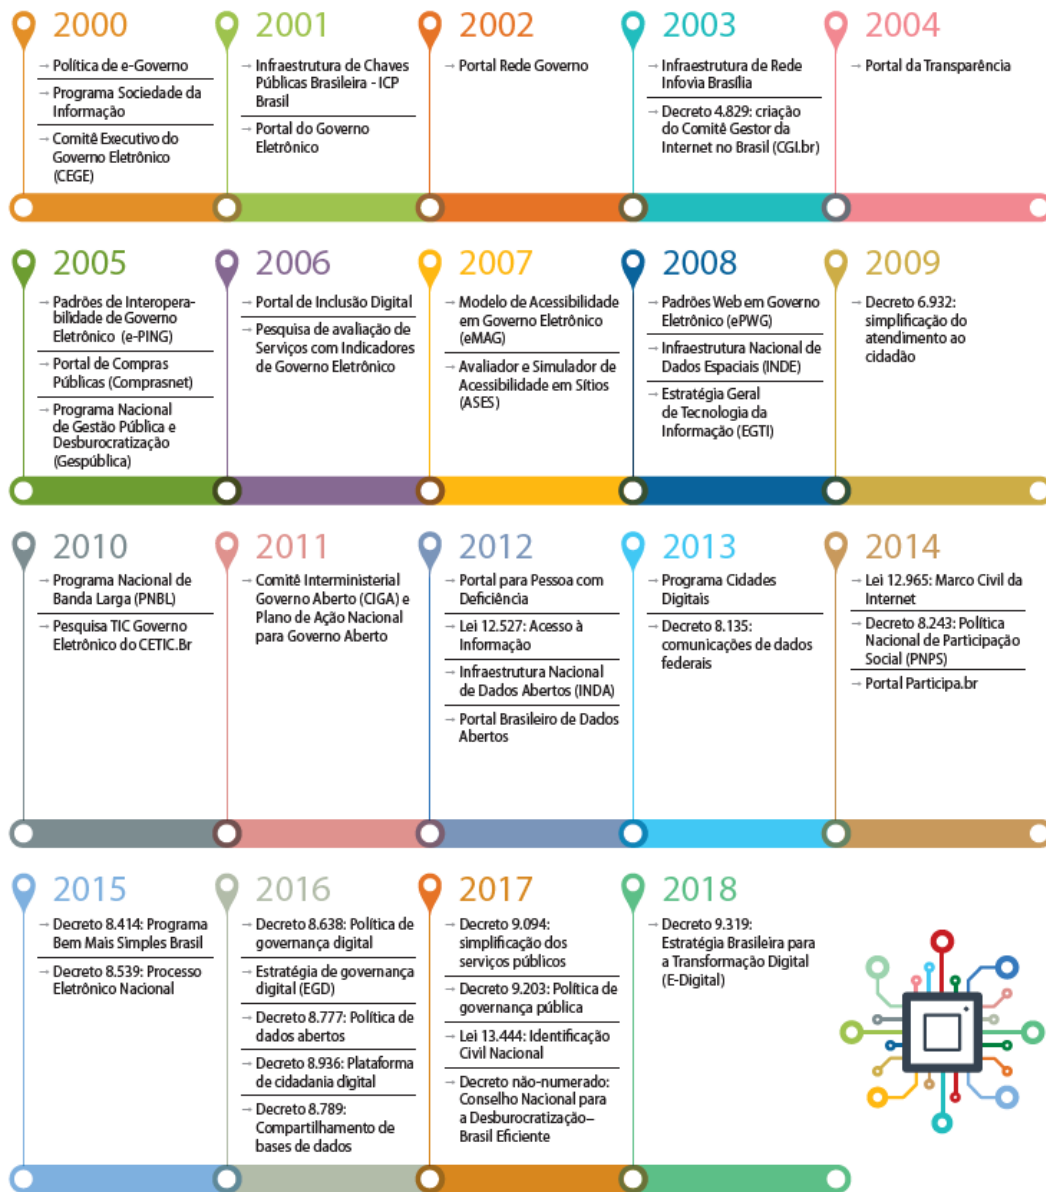 2000
→ Política de e-Governo
→ Programa Sociedade da
Informação
→ Comitê Executivo do
Governo Eletrônico
(CEGE)
2001
→ Infraestrutura de Chaves
Públicas Brasileira - ICP
Brasil
→ Portal do Governo
Eletrônico
2002
→ Portal Rede Governo
2003
→ Infraestrutura de Rede
Infovia Brasília
→ Decreto 4.829: criação
do Comitê Gestor da
Internet no Brasil (CGI.br)
2004
→ Portal da Transparência
2005
→ Padrões de Interopera-
bilidade de Governo
Eletrônico (e-PING)
→ Portal de Compras
Públicas (Comprasnet)
→ Programa Nacional
de Gestão Pública e
Desburocratização
(Gespública)
2006
→ Portal de Inclusão Digital
→ Pesquisa de avaliação de
Serviços com Indicadores
de Governo Eletrônico
2007
→ Modelo de Acessibilidade
em Governo Eletrônico
(eMAG)
→ Avaliador e Simulador de
Acessibilidade em Sítios
(ASES)
2008
→ Padrões Web em Governo
Eletrônico (ePWG)
→ Infraestrutura Nacional de
Dados Espaciais (INDE)
→ Estratégia Geral
de Tecnologia da
Informação (EGTI)
2009
→ Decreto 6.932:
simplificação do
atendimento ao
cidadão
2010
→ Programa Nacional de
Banda Larga (PNBL)
→ Pesquisa TIC Governo
Eletrônico do CETIC.Br
2011
→ Comitê Interministerial
Governo Aberto (CIGA) e
Plano de Ação Nacional
para Governo Aberto
2012
→ Portal para Pessoa com
Deficiência
→ Lei 12.527: Acesso à
Informação
→ Infraestrutura Nacional
de Dados Abertos (INDA)
→ Portal Brasileiro de Dados
Abertos
2013
→ Programa Cidades
Digitais
→ Decreto 8.135:
comunicações de dados
federais
2014
→ Lei 12.965: Marco Civil da
Internet
→ Decreto 8.243: Política
Nacional de Participação
Social (PNPS)
→ Portal Participa.br
2015
→ Decreto 8.414: Programa
Bem Mais Simples Brasil
→ Decreto 8.539: Processo
Eletrônico Nacional
2016
→ Decreto 8.638: Política de
governança digital
→ Estratégia de governança
digital (EGD)
→ Decreto 8.777: Política de
dados abertos
→ Decreto 8.936: Plataforma
de cidadania digital
→ Decreto 8.789:
Compartilhamento de
bases de dados
2017
→ Decreto 9.094:
simplificação dos
serviços públicos
→ Decreto 9.203: Política de
governança pública
→ Lei 13.444: Identificação
Civil Nacional
→ Decreto não-numerado:
Conselho Nacional para
a Desburocratização–
Brasil Eficiente
2018
→ Decreto 9.319:
Estratégia Brasileira para
a Transformação Digital
(E-Digital)